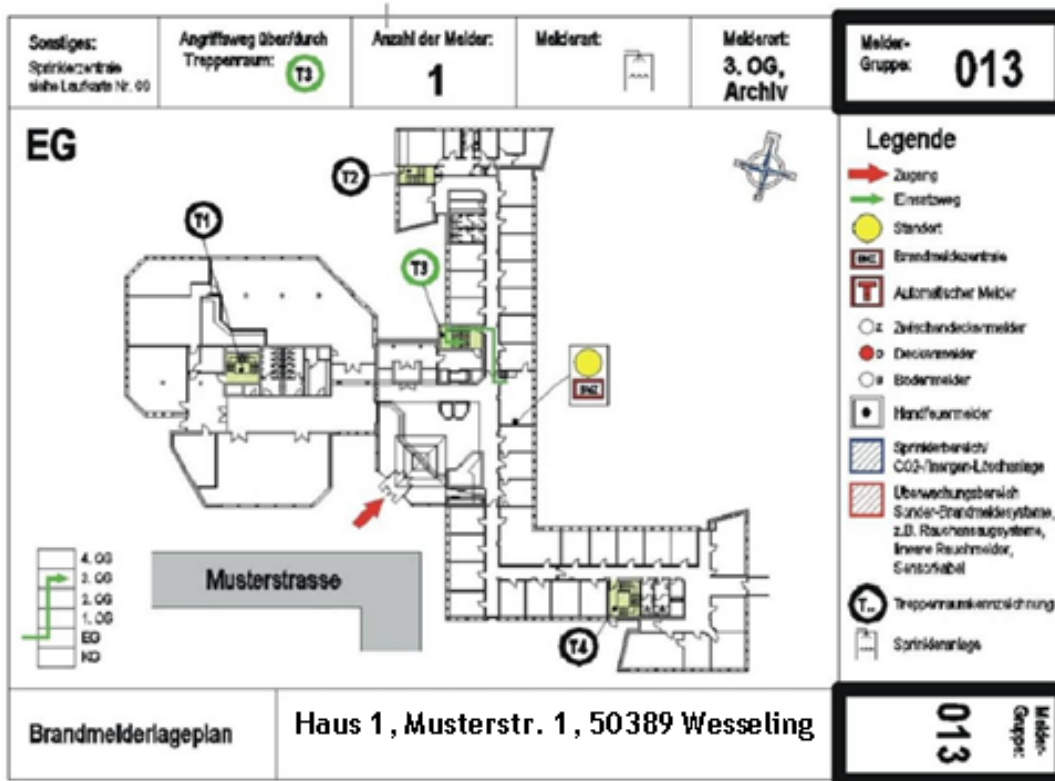 Sonstiges:
Sprinklerzentrale
siehe Laufkarte Nr. 99
Angriffsweg über/durch
Treppenraum:
T3
Anzahl der Melder:
1
Melderart:
Melderort:
3. OG,
Archiv
Melder-
Gruppe:
013
EG
T2
T1
T3
BMZ
Musterstrasse
T4
4. OG
3. OG
2. OG
1. OG
EG
KG
Legende
Zugang
Einsatzweg
Standort
BMZ
Brandmeldezentrale
T
Automatischer Melder
Z
Zwischendeckenmelder
D
Deckenmelder
B
Bodenmelder
Handfeuermelder
Sprinklerbereich/
CO2-/Inergen-Löschanlage
Überwachungsbereich
Sonder-Brandmeldesysteme,
z.B. Rauchansaugsysteme,
lineare Rauchmelder,
Sensorkabel
T...
Treppenraumkennzeichnung
Sprinkleranlage
Brandmelderlageplan
Haus 1, Musterstr. 1, 50389 Wesseling
Melder-
Gruppe:
013